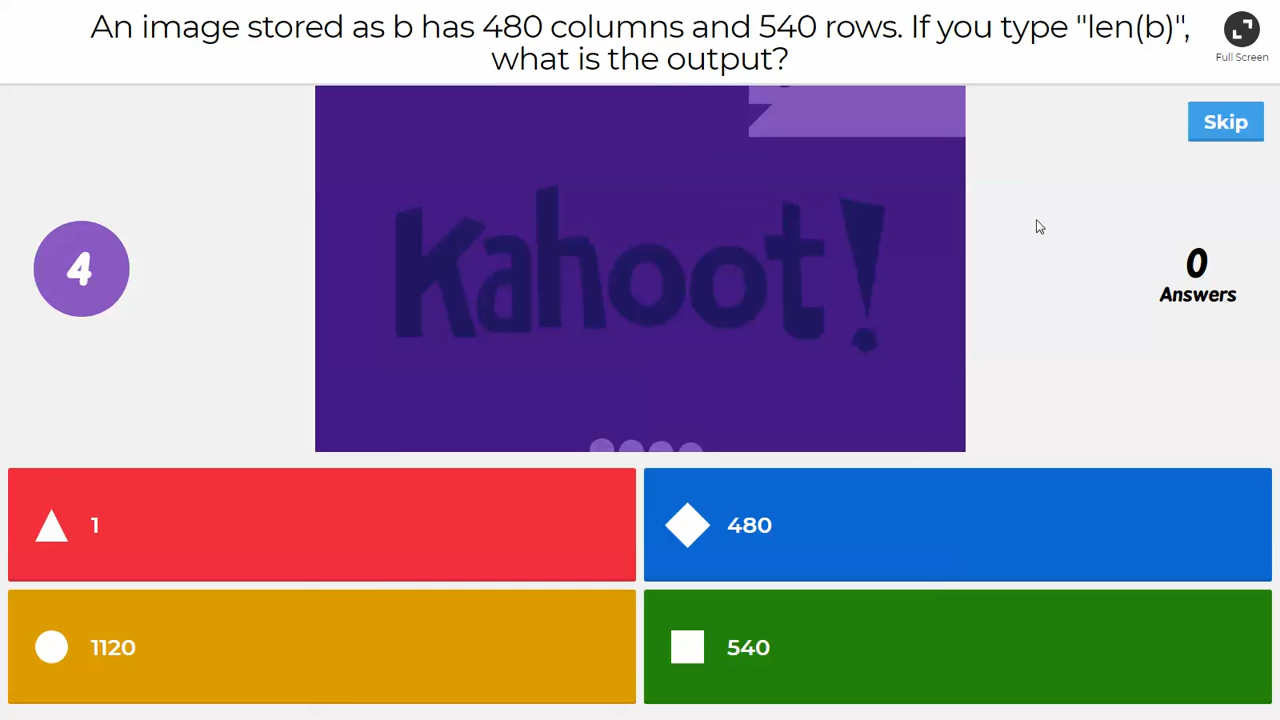 An image stored as b has 480 columns and 540 rows. If you type "len(b)",
what is the output?
Full Screen
Skip
Kahoot!
4
0
Answers
1
480
1120
540